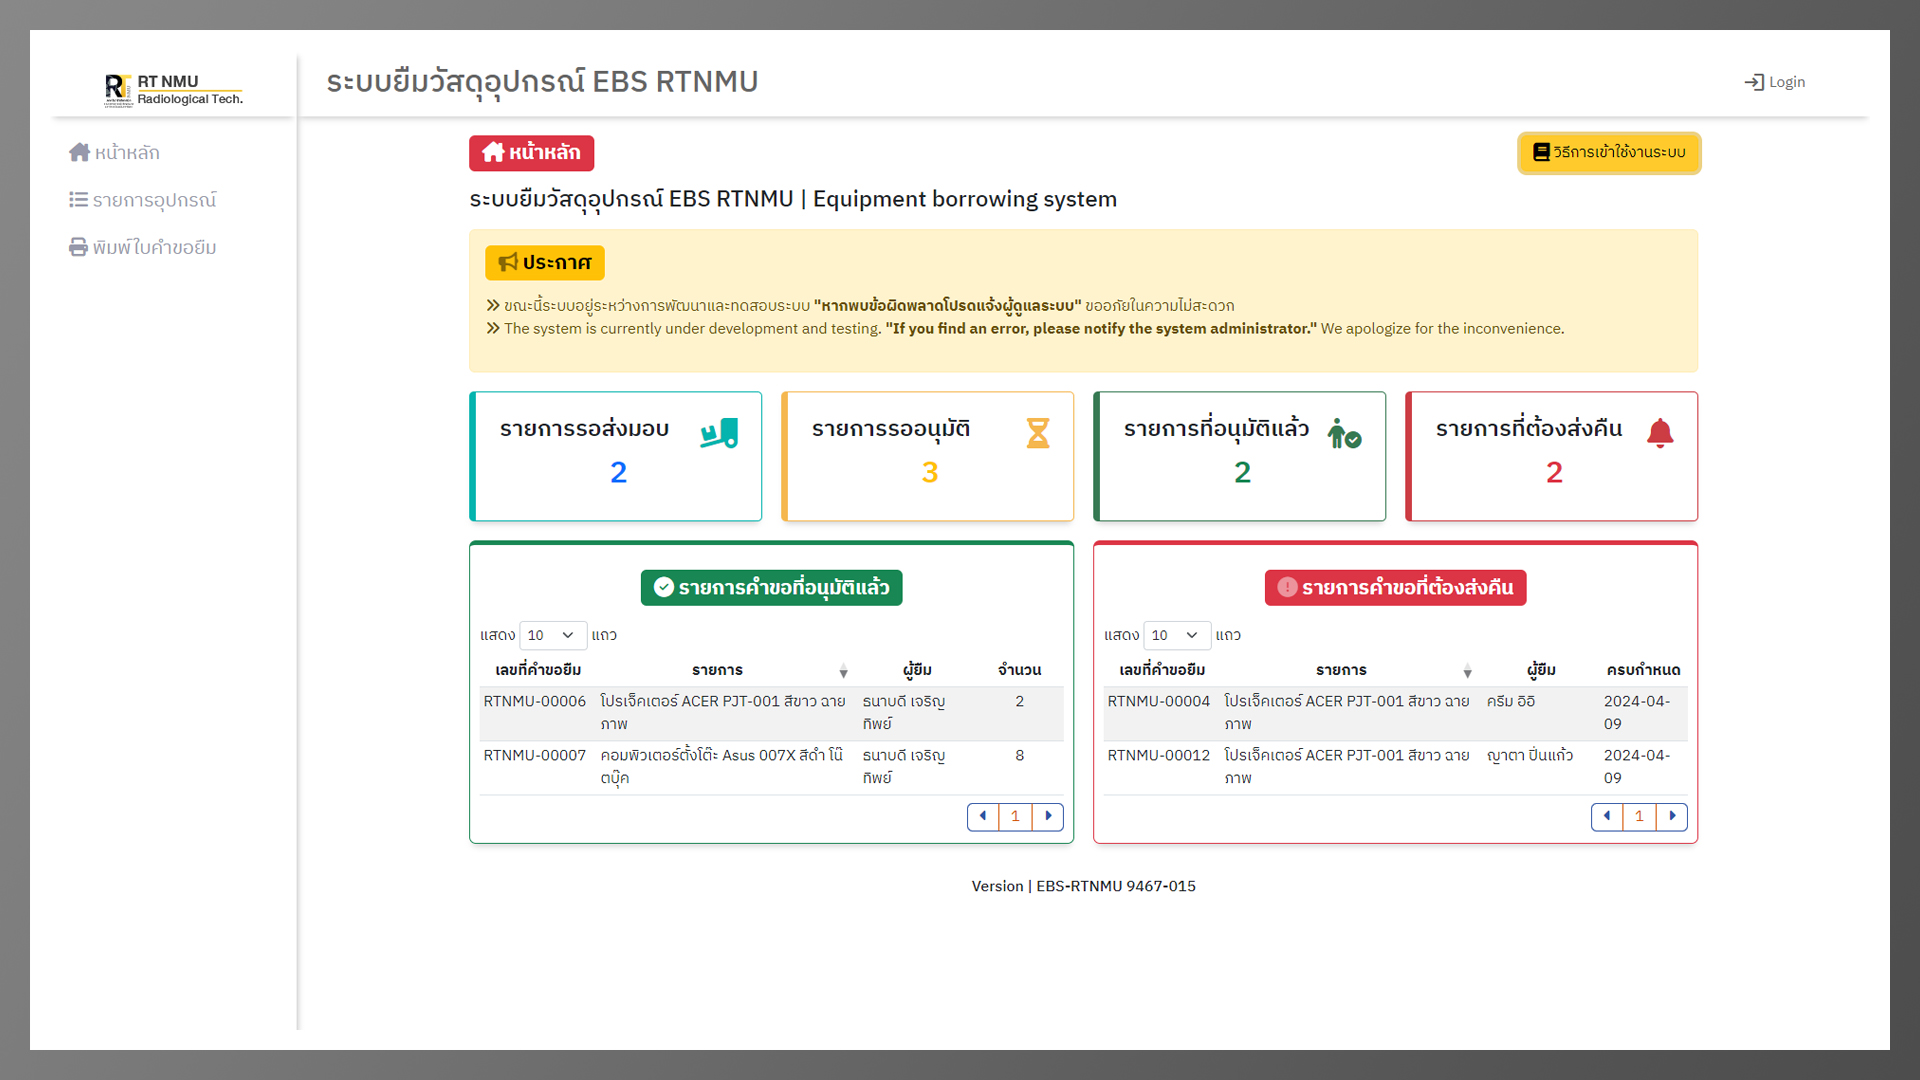 RT NMU
Radiological Tech.
ระบบยืมวัสดุอุปกรณ์ EBS RTNMU
Login
หน้าหลัก
รายการอุปกรณ์
พิมพ์ใบคำขอยืม
หน้าหลัก
วิธีการเข้าใช้งานระบบ
ระบบยืมวัสดุอุปกรณ์ EBS RTNMU | Equipment borrowing system
ประกาศ
ขณะนี้ระบบอยู่ระหว่างการพัฒนาและทดสอบระบบ "หากพบข้อผิดพลาดโปรดแจ้งผู้ดูแลระบบ" ขออภัยในความไม่สะดวก
The system is currently under development and testing. "If you find an error, please notify the system administrator." We apologize for the inconvenience.
รายการรอส่งมอบ
2
รายการรออนุมัติ
3
รายการที่อนุมัติแล้ว
2
รายการที่ต้องส่งคืน
2
รายการคำขอที่อนุมัติแล้ว
แสดง 10 แถว
เลขที่คำขอยืม รายการ ผู้ยืม จำนวน
RTNMU-00006 โปรเจ็คเตอร์ ACER PJT-001 สีขาว ฉาย ธนาบดี เจริญ 2
ภาพ ทิพย์
RTNMU-00007 คอมพิวเตอร์ตั้งโต๊ะ Asus 007X สีดำ โน๊ ธนาบดี เจริญ 8
ตบุ๊ค ทิพย์
1
รายการคำขอที่ต้องส่งคืน
แสดง 10 แถว
เลขที่คำขอยืม รายการ ผู้ยืม ครบกำหนด
RTNMU-00004 โปรเจ็คเตอร์ ACER PJT-001 สีขาว ฉาย ครีม อิอิ 2024-04-
ภาพ 09
RTNMU-00012 โปรเจ็คเตอร์ ACER PJT-001 สีขาว ฉาย ญาตา ปิ่นแก้ว 2024-04-
ภาพ 09
1
Version | EBS-RTNMU 9467-015